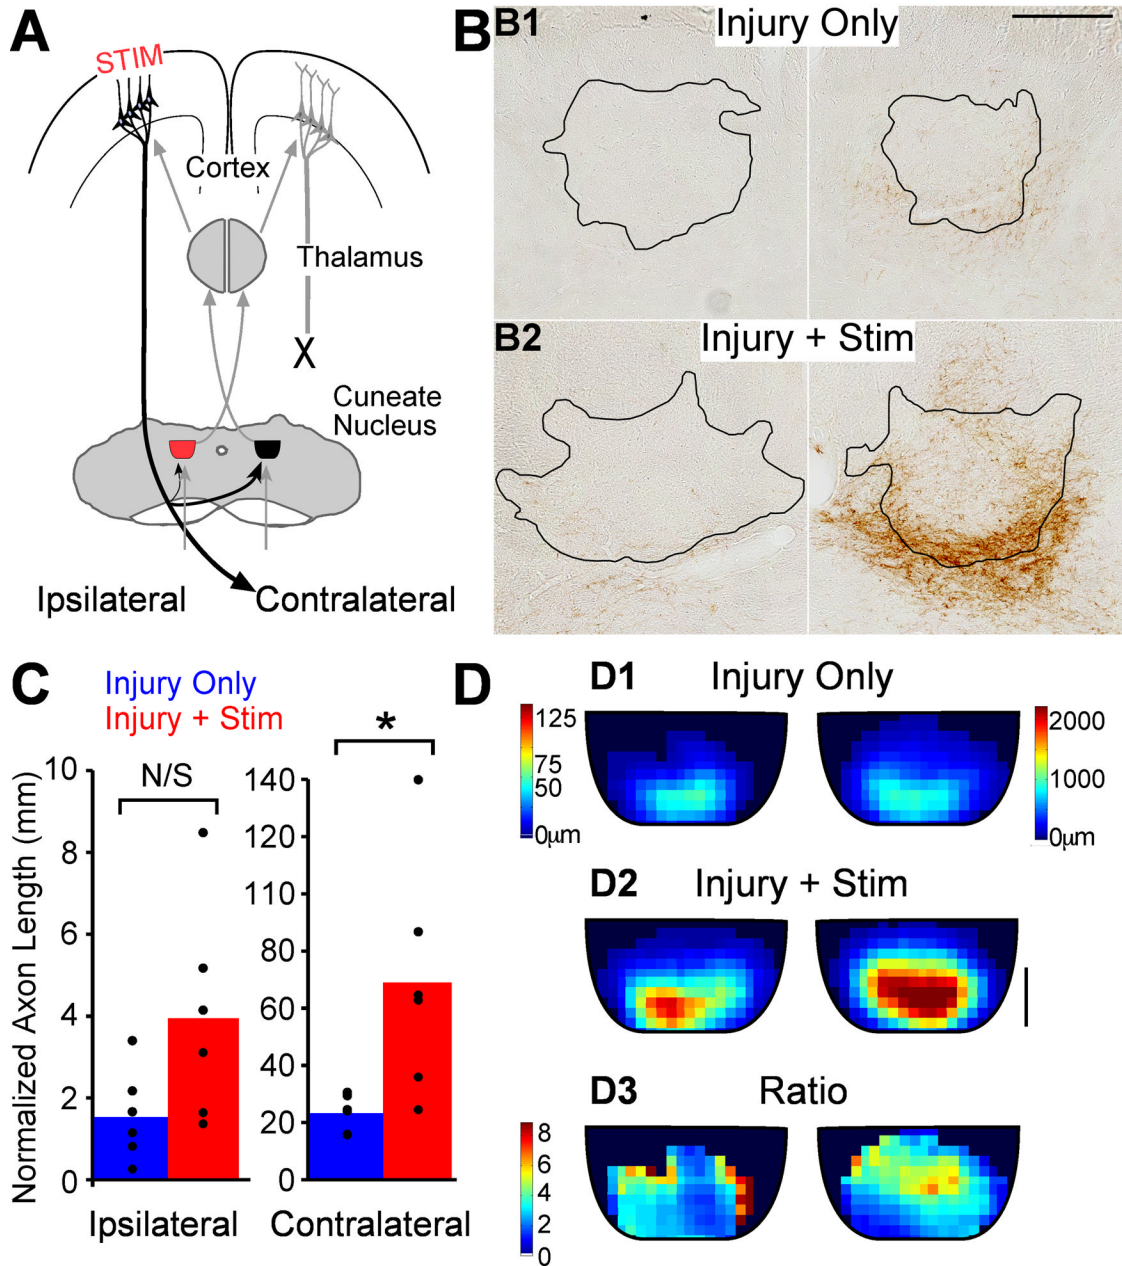 A
STIM
Cortex
Thalamus
X
Cuneate
Nucleus
Ipsilateral
Contralateral
B
B1
Injury Only
B2
Injury + Stim
C
Injury Only
Injury + Stim
Normalized Axon Length (mm)
10
8
6
4
2
0
N/S
Ipsilateral
*
140
120
110
80
60
40
20
0
Contralateral
D
D1
Injury Only
125
75
50
0µm
2000
1000
0µm
D2
Injury + Stim
D3
Ratio
8
6
4
2
0